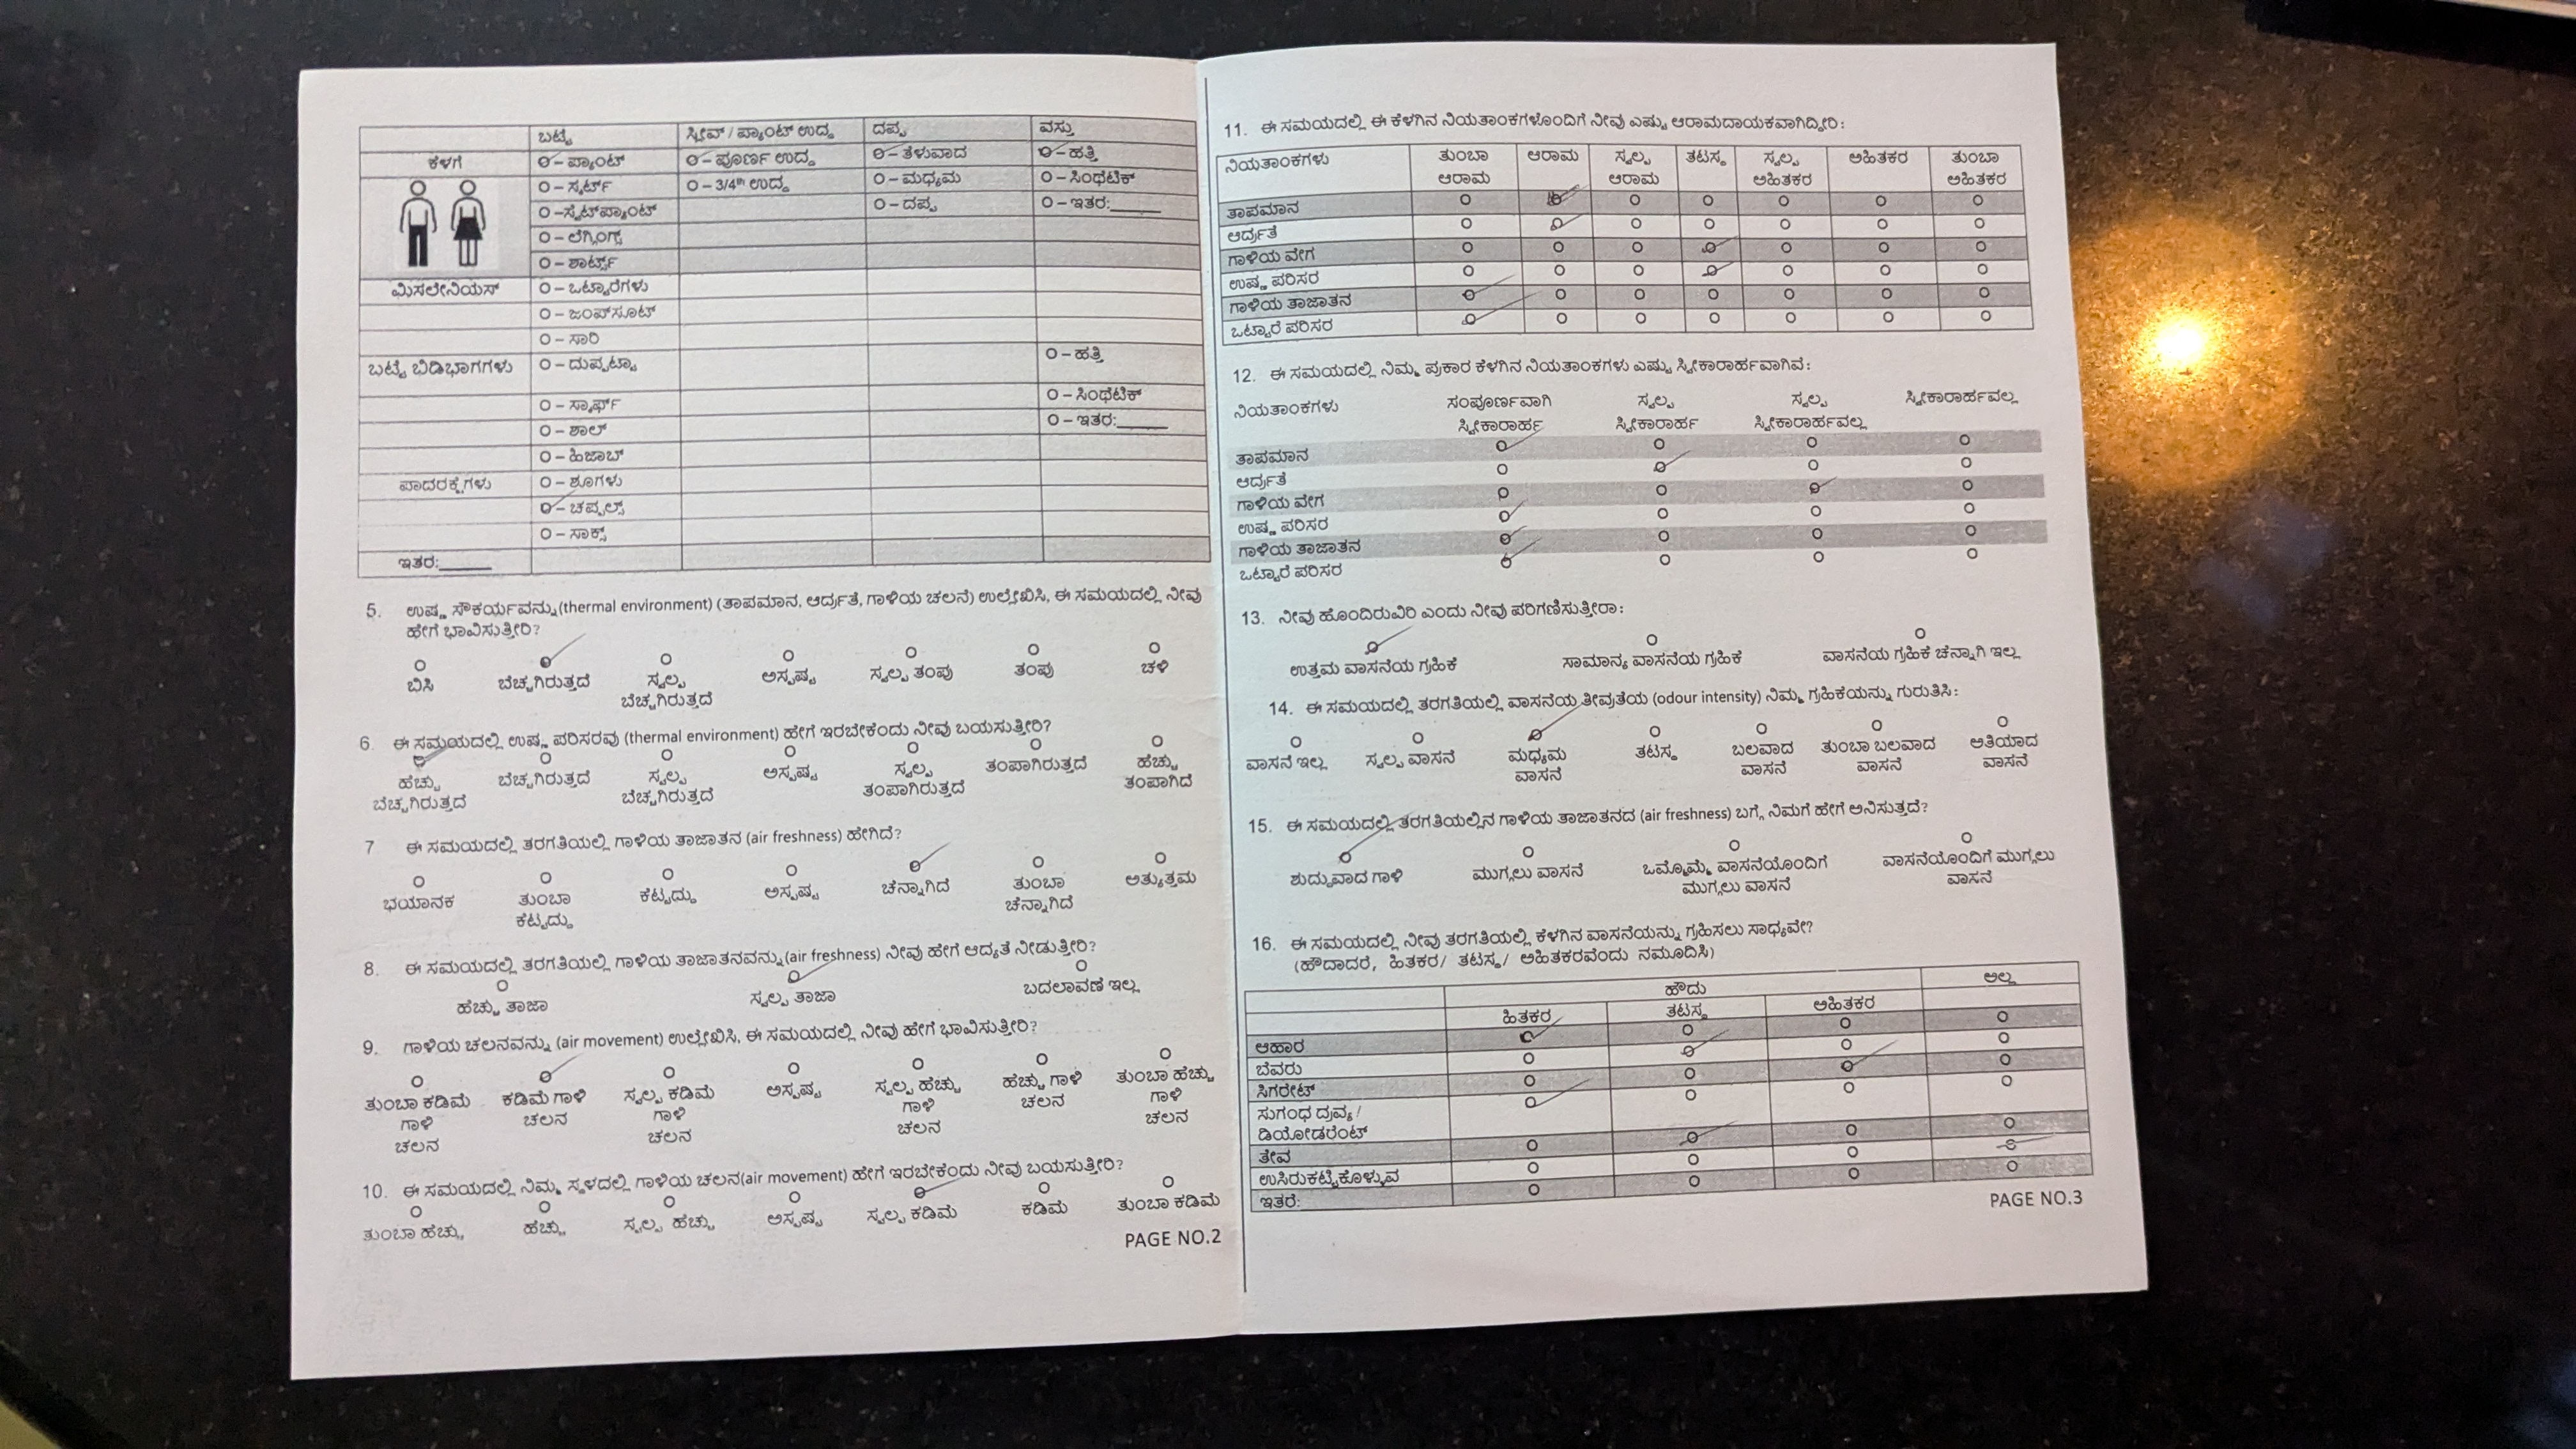 ಬಟ್ಟೆ ಸ್ಲೀವ್ / ಪ್ಯಾಂಟ್ ಉದ್ದ ದಪ್ಪ ವಸ್ತು
ಕೆಳಗೆ O – ಪ್ಯಾಂಟ್ O – ಪೂರ್ಣ ಉದ್ದ O – ತೆಳುವಾದ O – ಹತ್ತಿ
O – ಸ್ಕರ್ಟ್ O – 3/4th ಉದ್ದ O – ಮಧ್ಯಮ O – ಸಿಂಥೆಟಿಕ್
O –ಸ್ವೆಟ್‌ಪ್ಯಾಂಟ್ O – ದಪ್ಪ O – ಇತರ:_____
O – ಲೆಗ್ಗಿಂಗ್ಸ್
O – ಶಾರ್ಟ್ಸ್
ಮಿಸಲೇನಿಯಸ್ O – ಒಟ್ಟಾರೆಗಳು
O – ಜಂಪ್‌ಸೂಟ್
O – ಸಾರಿ
ಬಟ್ಟೆ ಬಿಡಿಭಾಗಗಳು O – ದುಪ್ಪಟ್ಟಾ O – ಹತ್ತಿ
O – ಸ್ಕಾರ್ಫ್ O – ಸಿಂಥೆಟಿಕ್
O – ಶಾಲ್ O – ಇತರ:_____
O – ಹಿಜಾಬ್
ಪಾದರಕ್ಷೆಗಳು O – ಶೂಗಳು
O – ಚಪ್ಪಲ್ಸ್
O – ಸಾಕ್ಸ್
ಇತರ:_____
5. ಉಷ್ಣ ಸೌಕರ್ಯವನ್ನು(thermal environment) (ತಾಪಮಾನ, ಆರ್ದ್ರತೆ, ಗಾಳಿಯ ಚಲನೆ) ಉಲ್ಲೇಖಿಸಿ, ಈ ಸಮಯದಲ್ಲಿ ನೀವು
ಹೇಗೆ ಭಾವಿಸುತ್ತೀರಿ?
O O O O O O O
ಬಿಸಿ ಬೆಚ್ಚಗಿರುತ್ತದೆ ಸ್ವಲ್ಪ ಅಸ್ಪಷ್ಟ ಸ್ವಲ್ಪ ತಂಪು ತಂಪು ಚಳಿ
ಬೆಚ್ಚಗಿರುತ್ತದೆ
6. ಈ ಸಮಯದಲ್ಲಿ ಉಷ್ಣ ಪರಿಸರವು (thermal environment) ಹೇಗೆ ಇರಬೇಕೆಂದು ನೀವು ಬಯಸುತ್ತೀರಿ?
O O O O O O O
ಹೆಚ್ಚು ಬೆಚ್ಚಗಿರುತ್ತದೆ ಸ್ವಲ್ಪ ಅಸ್ಪಷ್ಟ ಸ್ವಲ್ಪ ತಂಪಾಗಿರುತ್ತದೆ ಹೆಚ್ಚು
ಬೆಚ್ಚಗಿರುತ್ತದೆ ಬೆಚ್ಚಗಿರುತ್ತದೆ ತಂಪಾಗಿರುತ್ತದೆ ತಂಪಾಗಿದೆ
7 ಈ ಸಮಯದಲ್ಲಿ ತರಗತಿಯಲ್ಲಿ ಗಾಳಿಯ ತಾಜಾತನ (air freshness) ಹೇಗಿದೆ?
O O O O O O O
ಭಯಾನಕ ತುಂಬಾ ಕೆಟ್ಟದ್ದು ಅಸ್ಪಷ್ಟ ಚೆನ್ನಾಗಿದೆ ತುಂಬಾ ಅತ್ಯುತ್ತಮ
ಕೆಟ್ಟದ್ದು ಚೆನ್ನಾಗಿದೆ
8. ಈ ಸಮಯದಲ್ಲಿ ತರಗತಿಯಲ್ಲಿ ಗಾಳಿಯ ತಾಜಾತನವನ್ನು(air freshness) ನೀವು ಹೇಗೆ ಆದ್ಯತೆ ನೀಡುತ್ತೀರಿ?
O O O
ಹೆಚ್ಚು ತಾಜಾ ಸ್ವಲ್ಪ ತಾಜಾ ಬದಲಾವಣೆ ಇಲ್ಲ
9. ಗಾಳಿಯ ಚಲನವನ್ನು (air movement) ಉಲ್ಲೇಖಿಸಿ, ಈ ಸಮಯದಲ್ಲಿ ನೀವು ಹೇಗೆ ಭಾವಿಸುತ್ತೀರಿ?
O O O O O O O
ತುಂಬಾ ಕಡಿಮೆ ಕಡಿಮೆ ಗಾಳಿ ಸ್ವಲ್ಪ ಕಡಿಮೆ ಅಸ್ಪಷ್ಟ ಸ್ವಲ್ಪ ಹೆಚ್ಚು ಹೆಚ್ಚು ಗಾಳಿ ತುಂಬಾ ಹೆಚ್ಚು
ಗಾಳಿ ಚಲನ ಗಾಳಿ ಗಾಳಿ ಚಲನ ಗಾಳಿ
ಚಲನ ಚಲನ ಚಲನ ಚಲನ
10. ಈ ಸಮಯದಲ್ಲಿ ನಿಮ್ಮ ಸ್ಥಳದಲ್ಲಿ ಗಾಳಿಯ ಚಲನ(air movement) ಹೇಗೆ ಇರಬೇಕೆಂದು ನೀವು ಬಯಸುತ್ತೀರಿ?
O O O O O O O
ತುಂಬಾ ಹೆಚ್ಚು ಹೆಚ್ಚು ಸ್ವಲ್ಪ ಹೆಚ್ಚು ಅಸ್ಪಷ್ಟ ಸ್ವಲ್ಪ ಕಡಿಮೆ ಕಡಿಮೆ ತುಂಬಾ ಕಡಿಮೆ
PAGE NO.2
11. ಈ ಸಮಯದಲ್ಲಿ ಈ ಕೆಳಗಿನ ನಿಯತಾಂಕಗಳೊಂದಿಗೆ ನೀವು ಎಷ್ಟು ಆರಾಮದಾಯಕವಾಗಿದ್ದೀರಿ:
ನಿಯತಾಂಕಗಳು ತುಂಬಾ ಆರಾಮ ಸ್ವಲ್ಪ ತಟಸ್ಥ ಸ್ವಲ್ಪ ಅಹಿತಕರ ತುಂಬಾ
ಆರಾಮ ಆರಾಮ ಅಹಿತಕರ ಅಹಿತಕರ
ತಾಪಮಾನ O O O O O O O
ಆರ್ದ್ರತೆ O O O O O O O
ಗಾಳಿಯ ವೇಗ O O O O O O O
ಉಷ್ಣ ಪರಿಸರ O O O O O O O
ಗಾಳಿಯ ತಾಜಾತನ O O O O O O O
ಒಟ್ಟಾರೆ ಪರಿಸರ O O O O O O O
12. ಈ ಸಮಯದಲ್ಲಿ ನಿಮ್ಮ ಪ್ರಕಾರ ಕೆಳಗಿನ ನಿಯತಾಂಕಗಳು ಎಷ್ಟು ಸ್ವೀಕಾರಾರ್ಹವಾಗಿವೆ:
ನಿಯತಾಂಕಗಳು ಸಂಪೂರ್ಣವಾಗಿ ಸ್ವಲ್ಪ ಸ್ವಲ್ಪ ಸ್ವೀಕಾರಾರ್ಹವಲ್ಲ
ಸ್ವೀಕಾರಾರ್ಹ ಸ್ವೀಕಾರಾರ್ಹ ಸ್ವೀಕಾರಾರ್ಹವಲ್ಲ
ತಾಪಮಾನ O O O O
ಆರ್ದ್ರತೆ O O O O
ಗಾಳಿಯ ವೇಗ O O O O
ಉಷ್ಣ ಪರಿಸರ O O O O
ಗಾಳಿಯ ತಾಜಾತನ O O O O
ಒಟ್ಟಾರೆ ಪರಿಸರ O O O O
13. ನೀವು ಹೊಂದಿರುವಿರಿ ಎಂದು ನೀವು ಪರಿಗಣಿಸುತ್ತೀರಾ:
O O O
ಉತ್ತಮ ವಾಸನೆಯ ಗ್ರಹಿಕೆ ಸಾಮಾನ್ಯ ವಾಸನೆಯ ಗ್ರಹಿಕೆ ವಾಸನೆಯ ಗ್ರಹಿಕೆ ಚೆನ್ನಾಗಿ ಇಲ್ಲ
14. ಈ ಸಮಯದಲ್ಲಿ ತರಗತಿಯಲ್ಲಿ ವಾಸನೆಯ ತೀವ್ರತೆಯ (odour intensity) ನಿಮ್ಮ ಗ್ರಹಿಕೆಯನ್ನು ಗುರುತಿಸಿ:
O O O O O O O
ವಾಸನೆ ಇಲ್ಲ ಸ್ವಲ್ಪ ವಾಸನೆ ಮಧ್ಯಮ ತಟಸ್ಥ ಬಲವಾದ ತುಂಬಾ ಬಲವಾದ ಅತಿಯಾದ
ವಾಸನೆ ವಾಸನೆ ವಾಸನೆ ವಾಸನೆ
15. ಈ ಸಮಯದಲ್ಲಿ ತರಗತಿಯಲ್ಲಿನ ಗಾಳಿಯ ತಾಜಾತನದ (air freshness) ಬಗ್ಗೆ ನಿಮಗೆ ಹೇಗೆ ಅನಿಸುತ್ತದೆ?
O O O O
ಶುದ್ಧವಾದ ಗಾಳಿ ಮುಗ್ಗಲು ವಾಸನೆ ಒಮ್ಮೊಮ್ಮೆ ವಾಸನೆಯೊಂದಿಗೆ ವಾಸನೆಯೊಂದಿಗೆ ಮುಗ್ಗಲು
ಮುಗ್ಗಲು ವಾಸನೆ ವಾಸನೆ
16. ಈ ಸಮಯದಲ್ಲಿ ನೀವು ತರಗತಿಯಲ್ಲಿ ಕೆಳಗಿನ ವಾಸನೆಯನ್ನು ಗ್ರಹಿಸಲು ಸಾಧ್ಯವೇ?
(ಹೌದಾದರೆ, ಹಿತಕರ/ ತಟಸ್ಥ/ ಅಹಿತಕರವೆಂದು ನಮೂದಿಸಿ)
ಹೌದು ಅಲ್ಲ
ಹಿತಕರ ತಟಸ್ಥ ಅಹಿತಕರ
ಆಹಾರ O O O O
ಬೆವರು O O O O
ಸಿಗರೇಟ್ O O O O
ಸುಗಂಧ ದ್ರವ್ಯ / O O O O
ಡಿಯೋಡರೆಂಟ್
ತೇವ O O O O
ಉಸಿರುಕಟ್ಟಿಕೊಳ್ಳುವ O O O O
ಇತರೆ: O O O O
PAGE NO.3